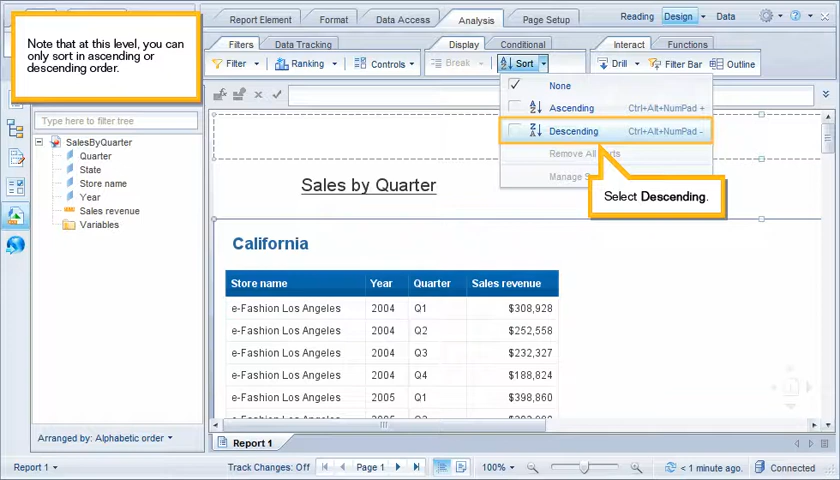 Note that at this level, you can
only sort in ascending or
descending order.
Report Element
Format
Data Access
Analysis
Page Setup
Reading
Design
Data
Filters
Data Tracking
Display
Conditional
Interact
Functions
Filter
Ranking
Controls
Break
Sort
Drill
Filter Bar
Outline
None
Ascending Ctrl+Alt+NumPad +
Descending Ctrl+Alt+NumPad -
Remove All
Manage
Select Descending.
Type here to filter tree
SalesByQuarter
Quarter
State
Store name
Year
Sales revenue
Variables
Arranged by: Alphabetic order
Sales by Quarter
California
Store name Year Quarter Sales revenue
e-Fashion Los Angeles 2004 Q1 $308,928
e-Fashion Los Angeles 2004 Q2 $252,558
e-Fashion Los Angeles 2004 Q3 $232,327
e-Fashion Los Angeles 2004 Q4 $188,824
e-Fashion Los Angeles 2005 Q1 $398,860
Report 1
Report 1
Track Changes: Off
Page 1
100%
< 1 minute ago.
Connected